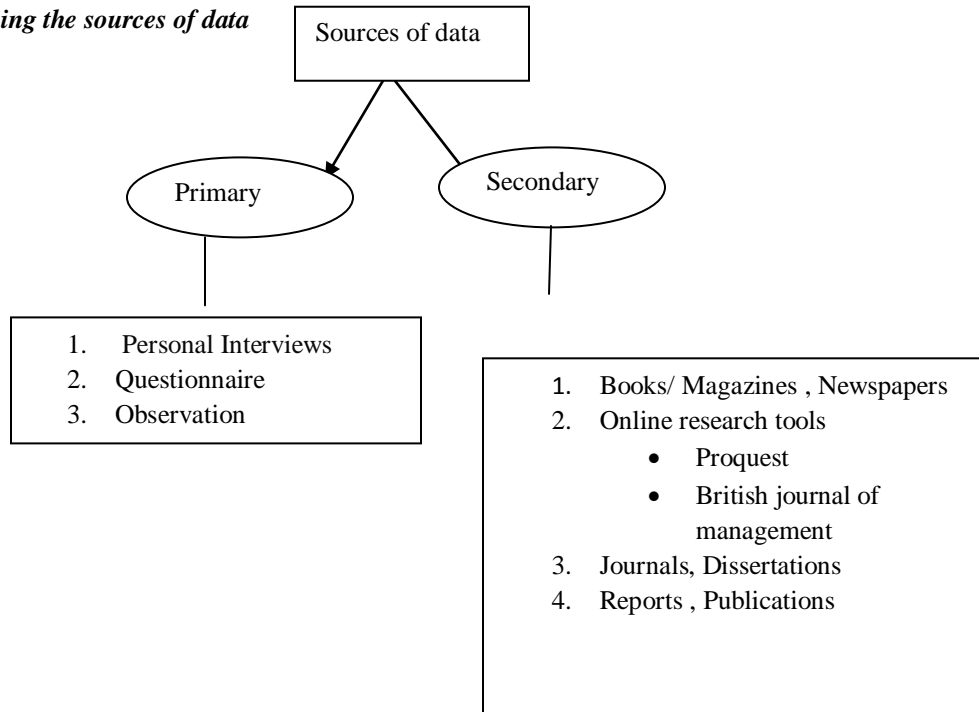 ing the sources of data
Sources of data
Primary
Secondary
1. Personal Interviews
2. Questionnaire
3. Observation
1. Books/ Magazines , Newspapers
2. Online research tools
• Proquest
• British journal of
management
3. Journals, Dissertations
4. Reports , Publications